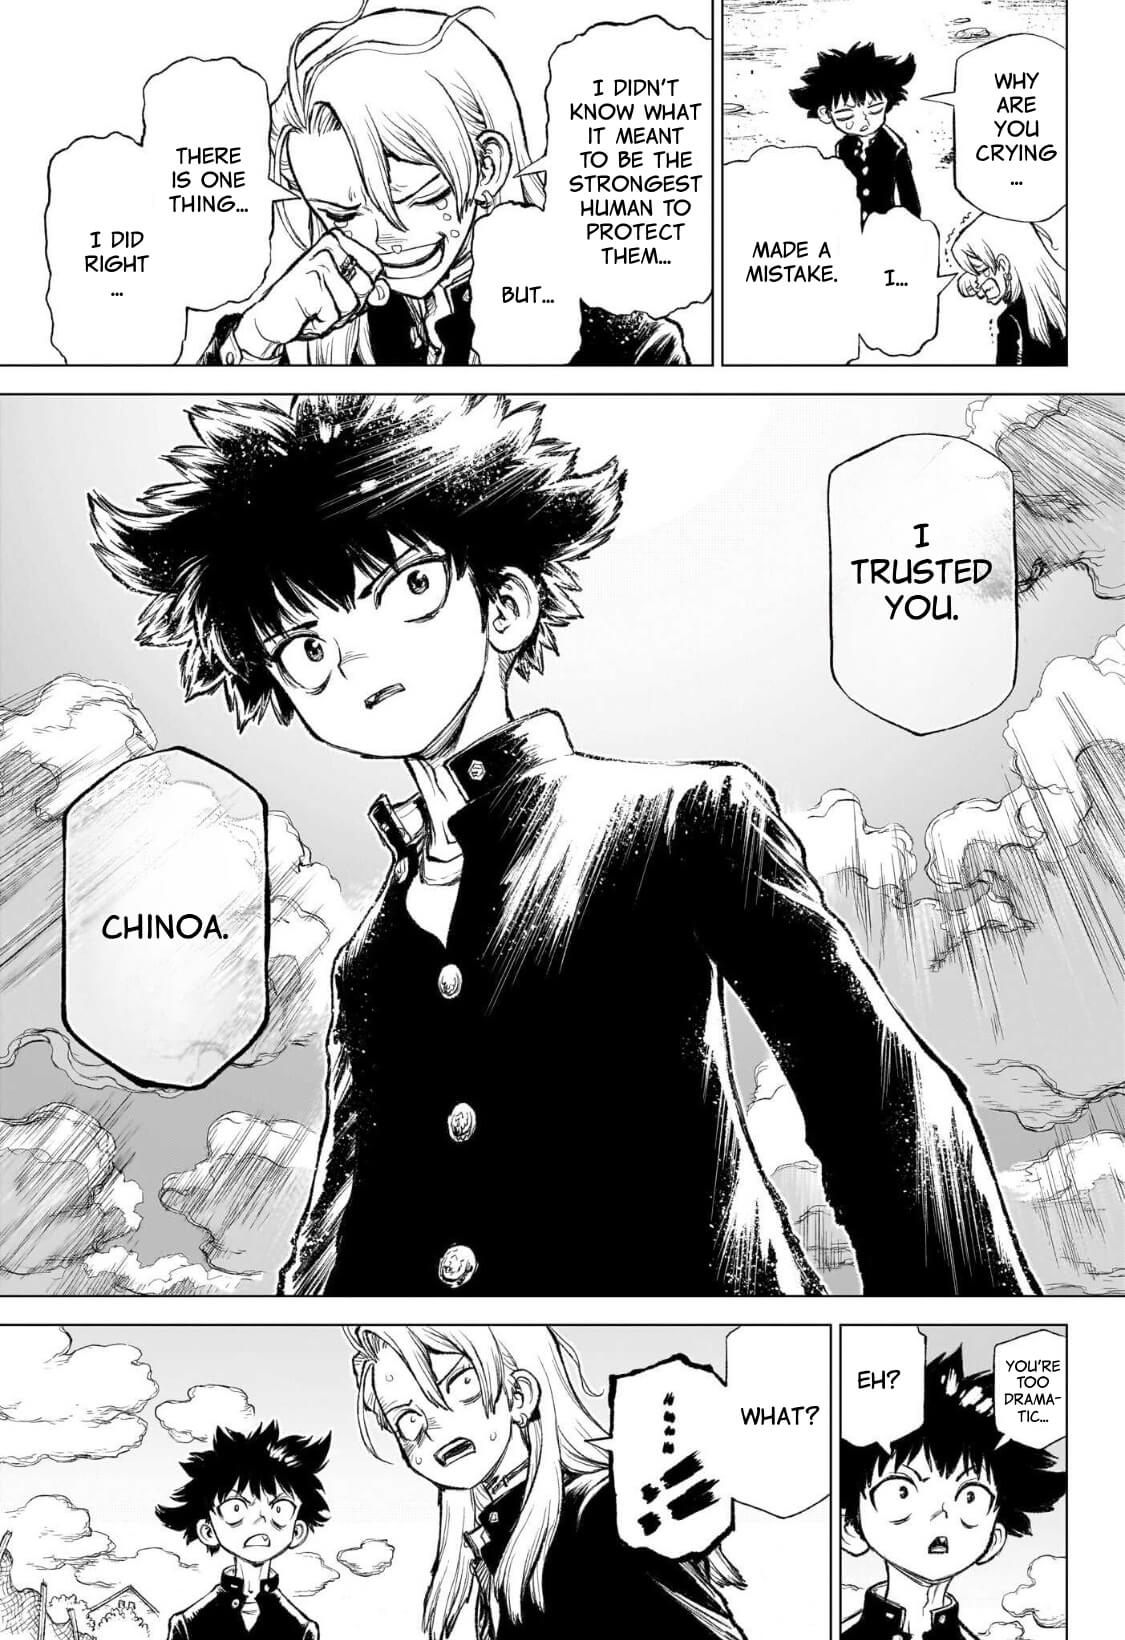 WHY
ARE
YOU
CRYING
...
I...
MADE A
MISTAKE.
I DIDN'T
KNOW WHAT
IT MEANT
TO BE THE
STRONGEST
HUMAN TO
PROTECT
THEM...
BUT...
THERE
IS ONE
THING...
I DID
RIGHT
...
I
TRUSTED
YOU.
CHINOA.
YOU'RE
TOO
DRAMA-
TIC...
EH?
WHAT?